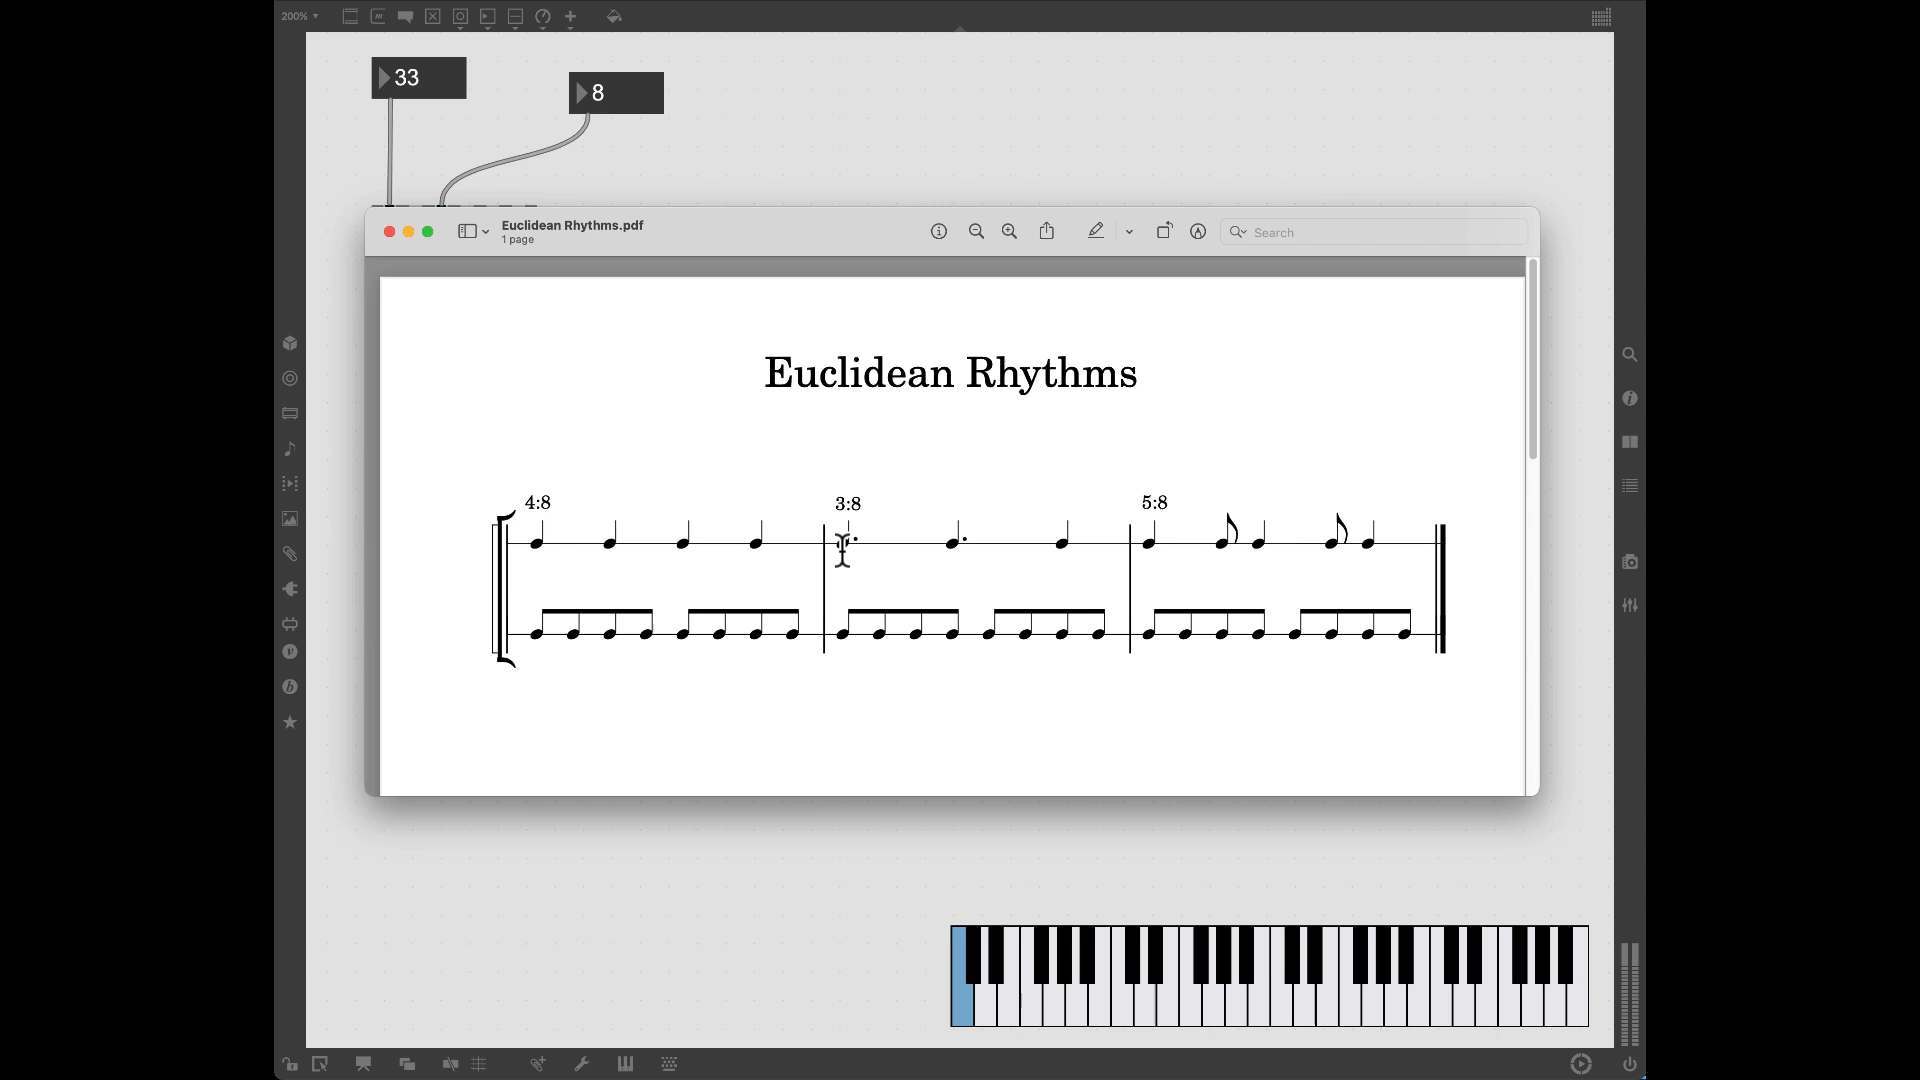 200%
33
8
Euclidean Rhythms.pdf
1 page
Search
Euclidean Rhythms
4:8
3:8
5:8